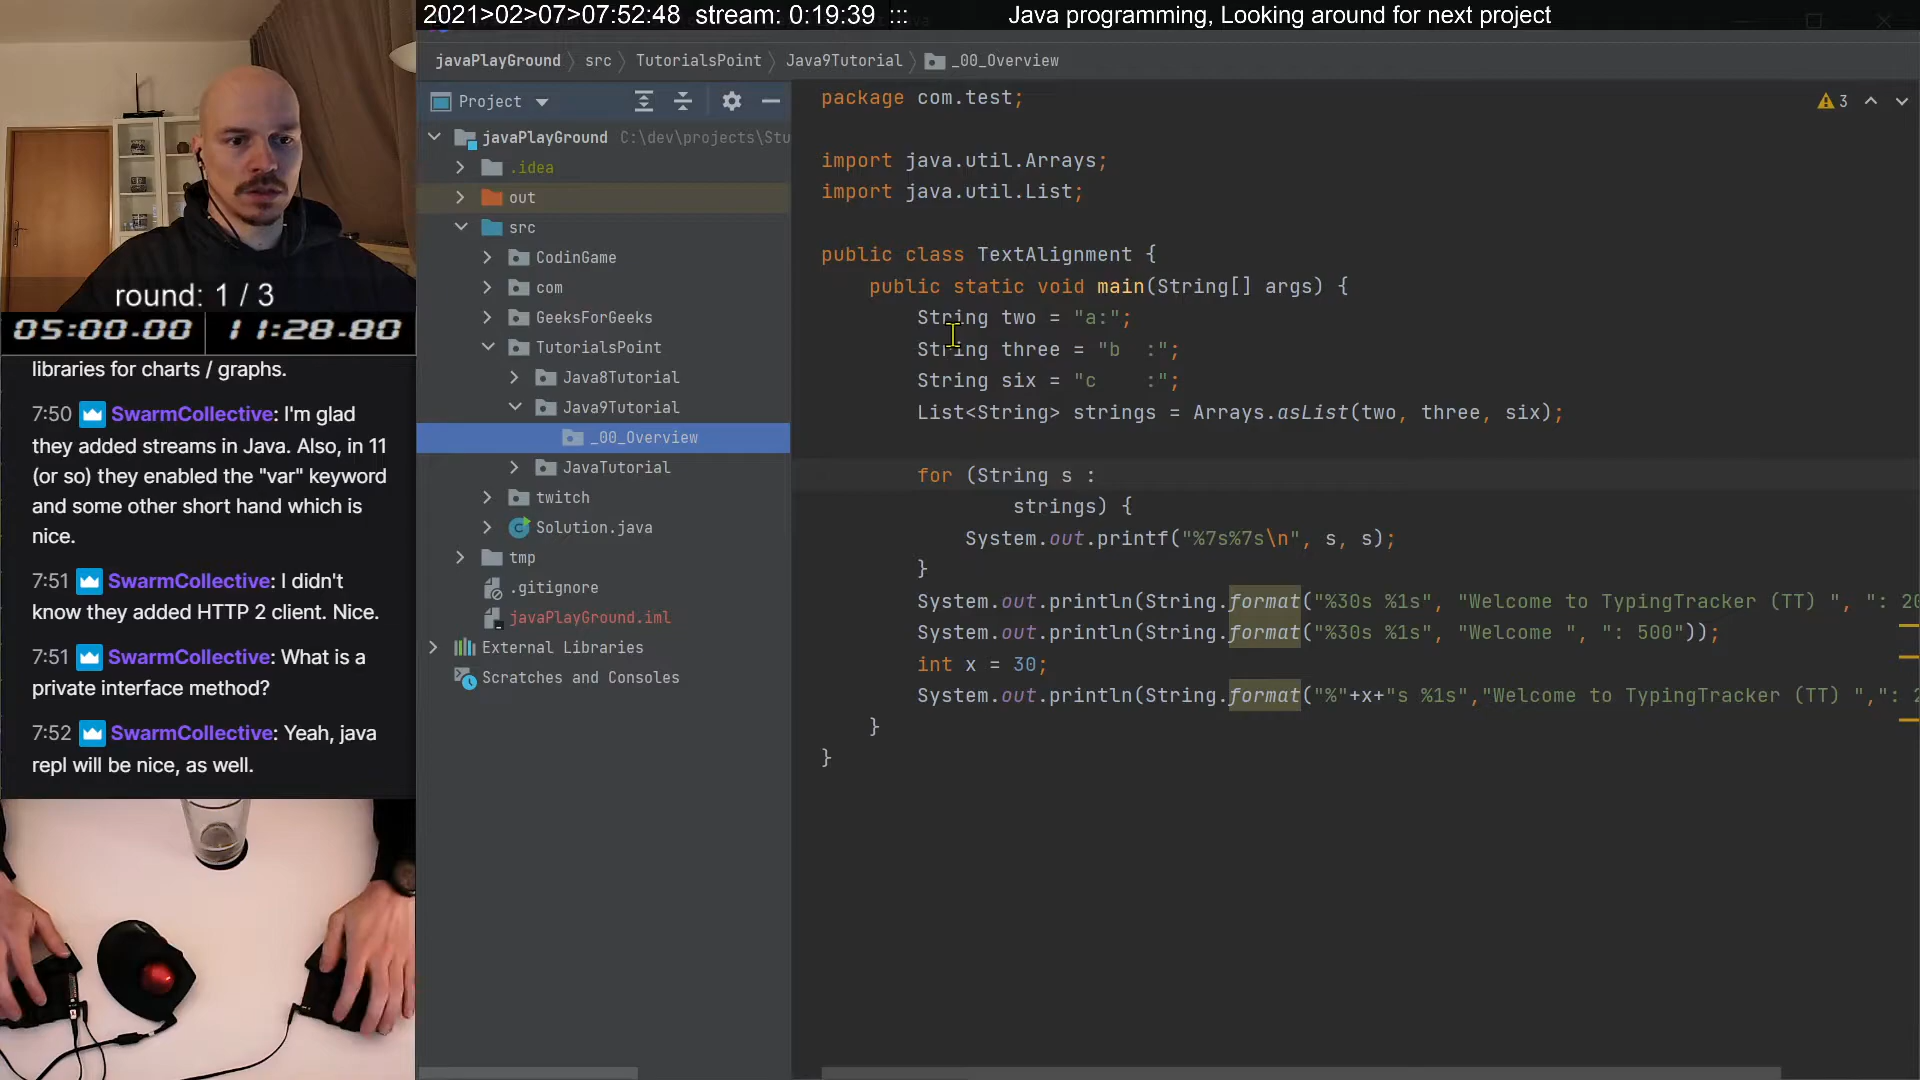 2021>02>07>07:52:48 stream: 0:19:39 ::: Java programming, Looking around for next project
javaPlayGround src TutorialsPoint Java9Tutorial _00_Overview
Project
javaPlayGround C:\dev\projects\Stu
.idea
out
src
CodinGame
com
GeeksForGeeks
TutorialsPoint
Java8Tutorial
Java9Tutorial
_00_Overview
JavaTutorial
twitch
Solution.java
tmp
.gitignore
javaPlayGround.iml
External Libraries
Scratches and Consoles
package com.test;
3
import java.util.Arrays;
import java.util.List;
public class TextAlignment {
public static void main(String[] args) {
String two = "a:";
String three = "b  :";
String six = "c    :";
List<String> strings = Arrays.asList(two, three, six);
for (String s :
strings) {
System.out.printf("%7s%7s\n", s, s);
}
System.out.println(String.format("%30s %1s", "Welcome to TypingTracker (TT) ", ": 20
System.out.println(String.format("%30s %1s", "Welcome ", ": 500"));
int x = 30;
System.out.println(String.format("%"+x+"s %1s","Welcome to TypingTracker (TT) ",": 2
}
}
round: 1 / 3
05:00.00 11:28.80
libraries for charts / graphs.
7:50 SwarmCollective: I'm glad
they added streams in Java. Also, in 11
(or so) they enabled the "var" keyword
and some other short hand which is
nice.
7:51 SwarmCollective: I didn't
know they added HTTP 2 client. Nice.
7:51 SwarmCollective: What is a
private interface method?
7:52 SwarmCollective: Yeah, java
repl will be nice, as well.